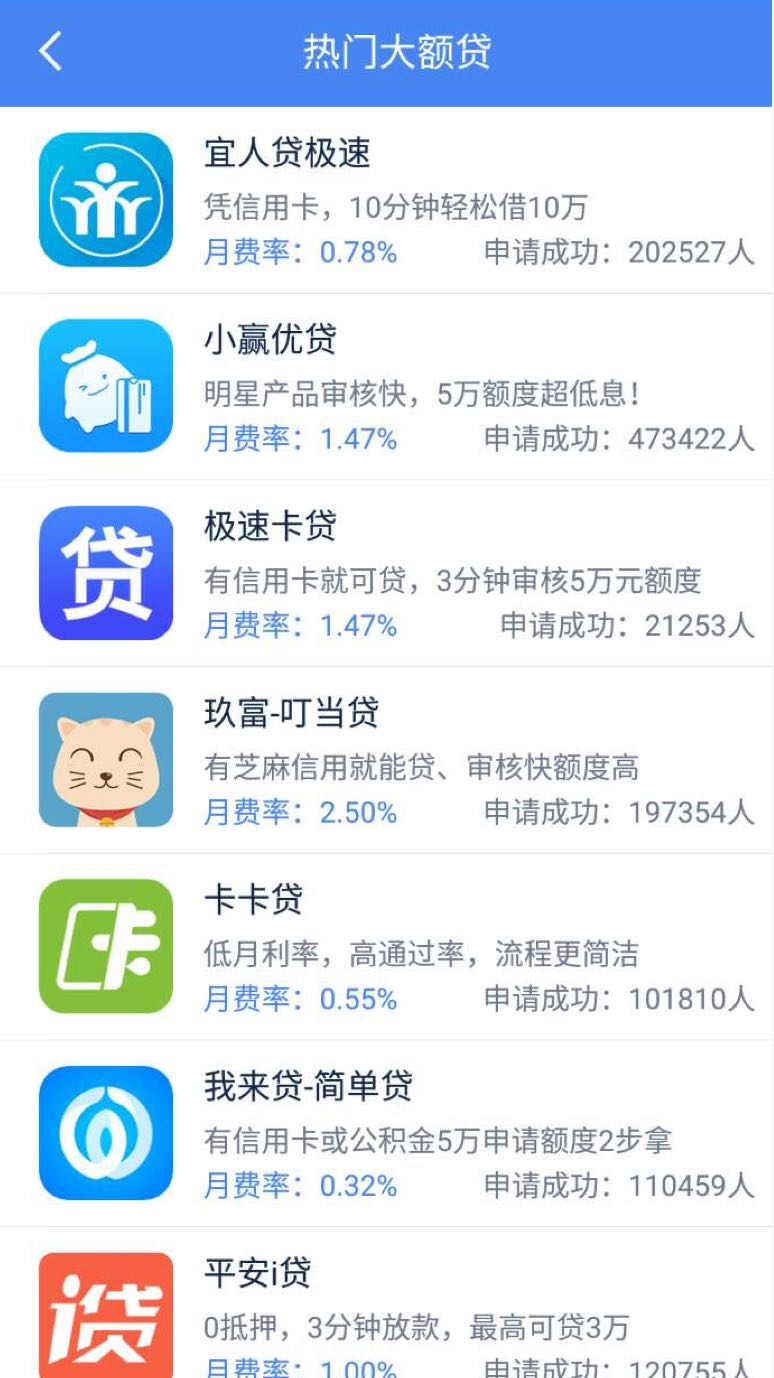 热门大额贷
宜人贷极速
凭信用卡，10分钟轻松借10万
月费率：0.78% 申请成功：202527人
小赢优贷
明星产品审核快，5万额度超低息！
月费率：1.47% 申请成功：473422人
贷
极速卡贷
有信用卡就可贷，3分钟审核5万元额度
月费率：1.47% 申请成功：21253人
玖富-叮当贷
有芝麻信用就能贷、审核快额度高
月费率：2.50% 申请成功：197354人
卡
卡卡贷
低月利率，高通过率，流程更简洁
月费率：0.55% 申请成功：101810人
我来贷-简单贷
有信用卡或公积金5万申请额度2步拿
月费率：0.32% 申请成功：110459人
i贷
平安i贷
0抵押，3分钟放款，最高可贷3万
月费率：1.00% 申请成功：120755人